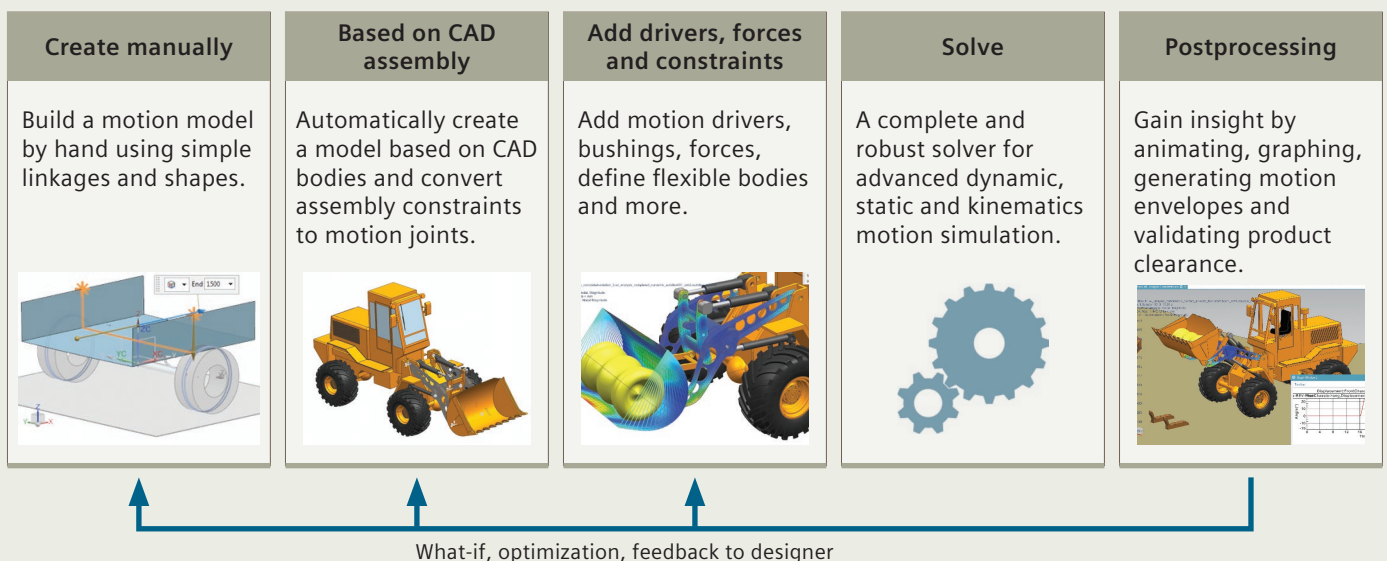 Create manually
Build a motion model
by hand using simple
linkages and shapes.
End 1500
ZC
YC
XC
Z
Y
X
Based on CAD
assembly
Automatically create
a model based on CAD
bodies and convert
assembly constraints
to motion joints.
Add drivers, forces
and constraints
Add motion drivers,
bushings, forces,
define flexible bodies
and more.
Solve
A complete and
robust solver for
advanced dynamic,
static and kinematics
motion simulation.
Postprocessing
Gain insight by
animating, graphing,
generating motion
envelopes and
validating product
clearance.
What-if, optimization, feedback to designer